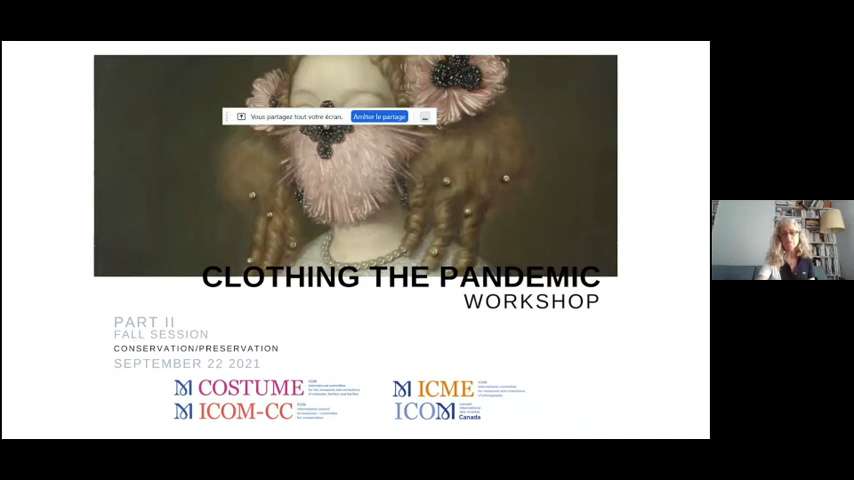 Vous partagez tout votre écran. Arrêter le partage
CLOTHING THE PANDEMIC
WORKSHOP
PART II
FALL SESSION
CONSERVATION/PRESERVATION
SEPTEMBER 22 2021
COSTUME
ICME
ICOM-CC
ICOM
Canada